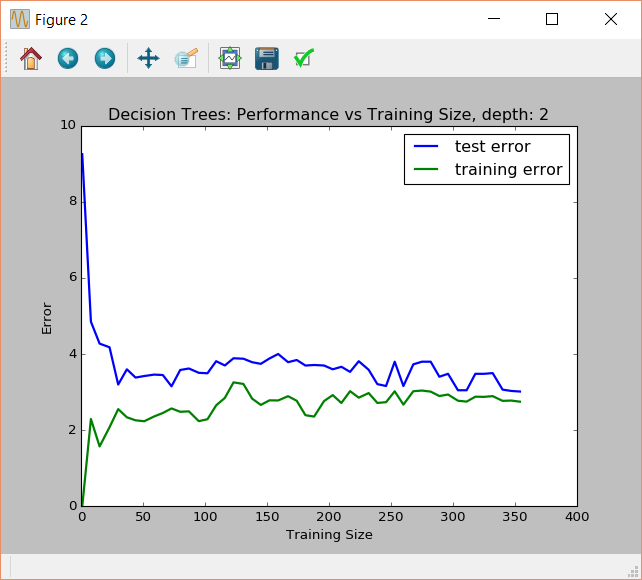 Figure 2
Decision Trees: Performance vs Training Size, depth: 2
test error
training error
10
8
6
4
2
0
Error
0 50 100 150 200 250 300 350 400
Training Size